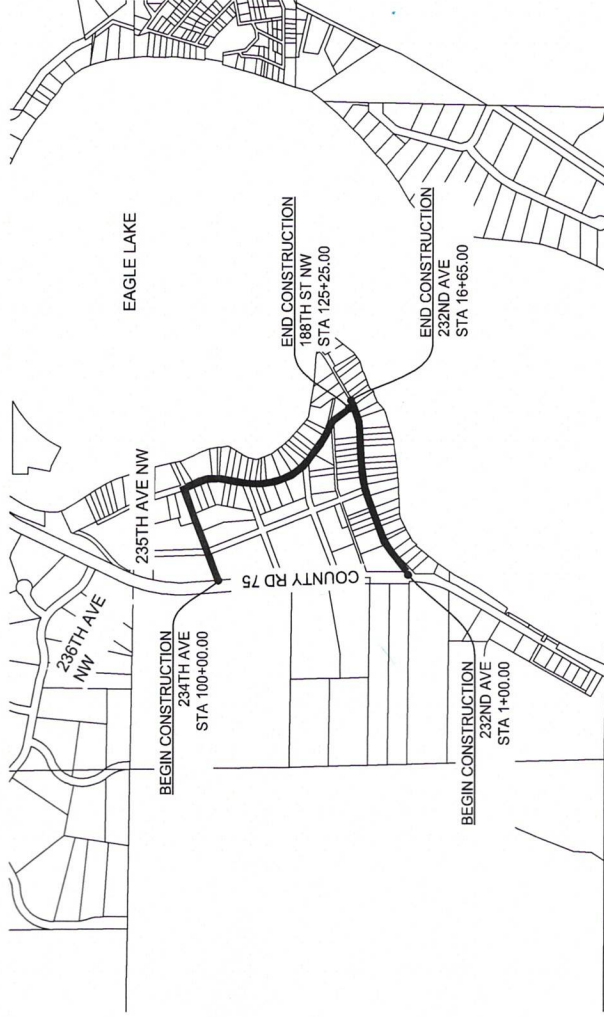 EAGLE LAKE
END CONSTRUCTION
188TH ST NW
STA 125+25.00
END CONSTRUCTION
232ND AVE
STA 16+65.00
235TH AVE NW
236TH AVE
NW
COUNTY RD 75
BEGIN CONSTRUCTION
234TH AVE
STA 100+00.00
BEGIN CONSTRUCTION
232ND AVE
STA 1+00.00